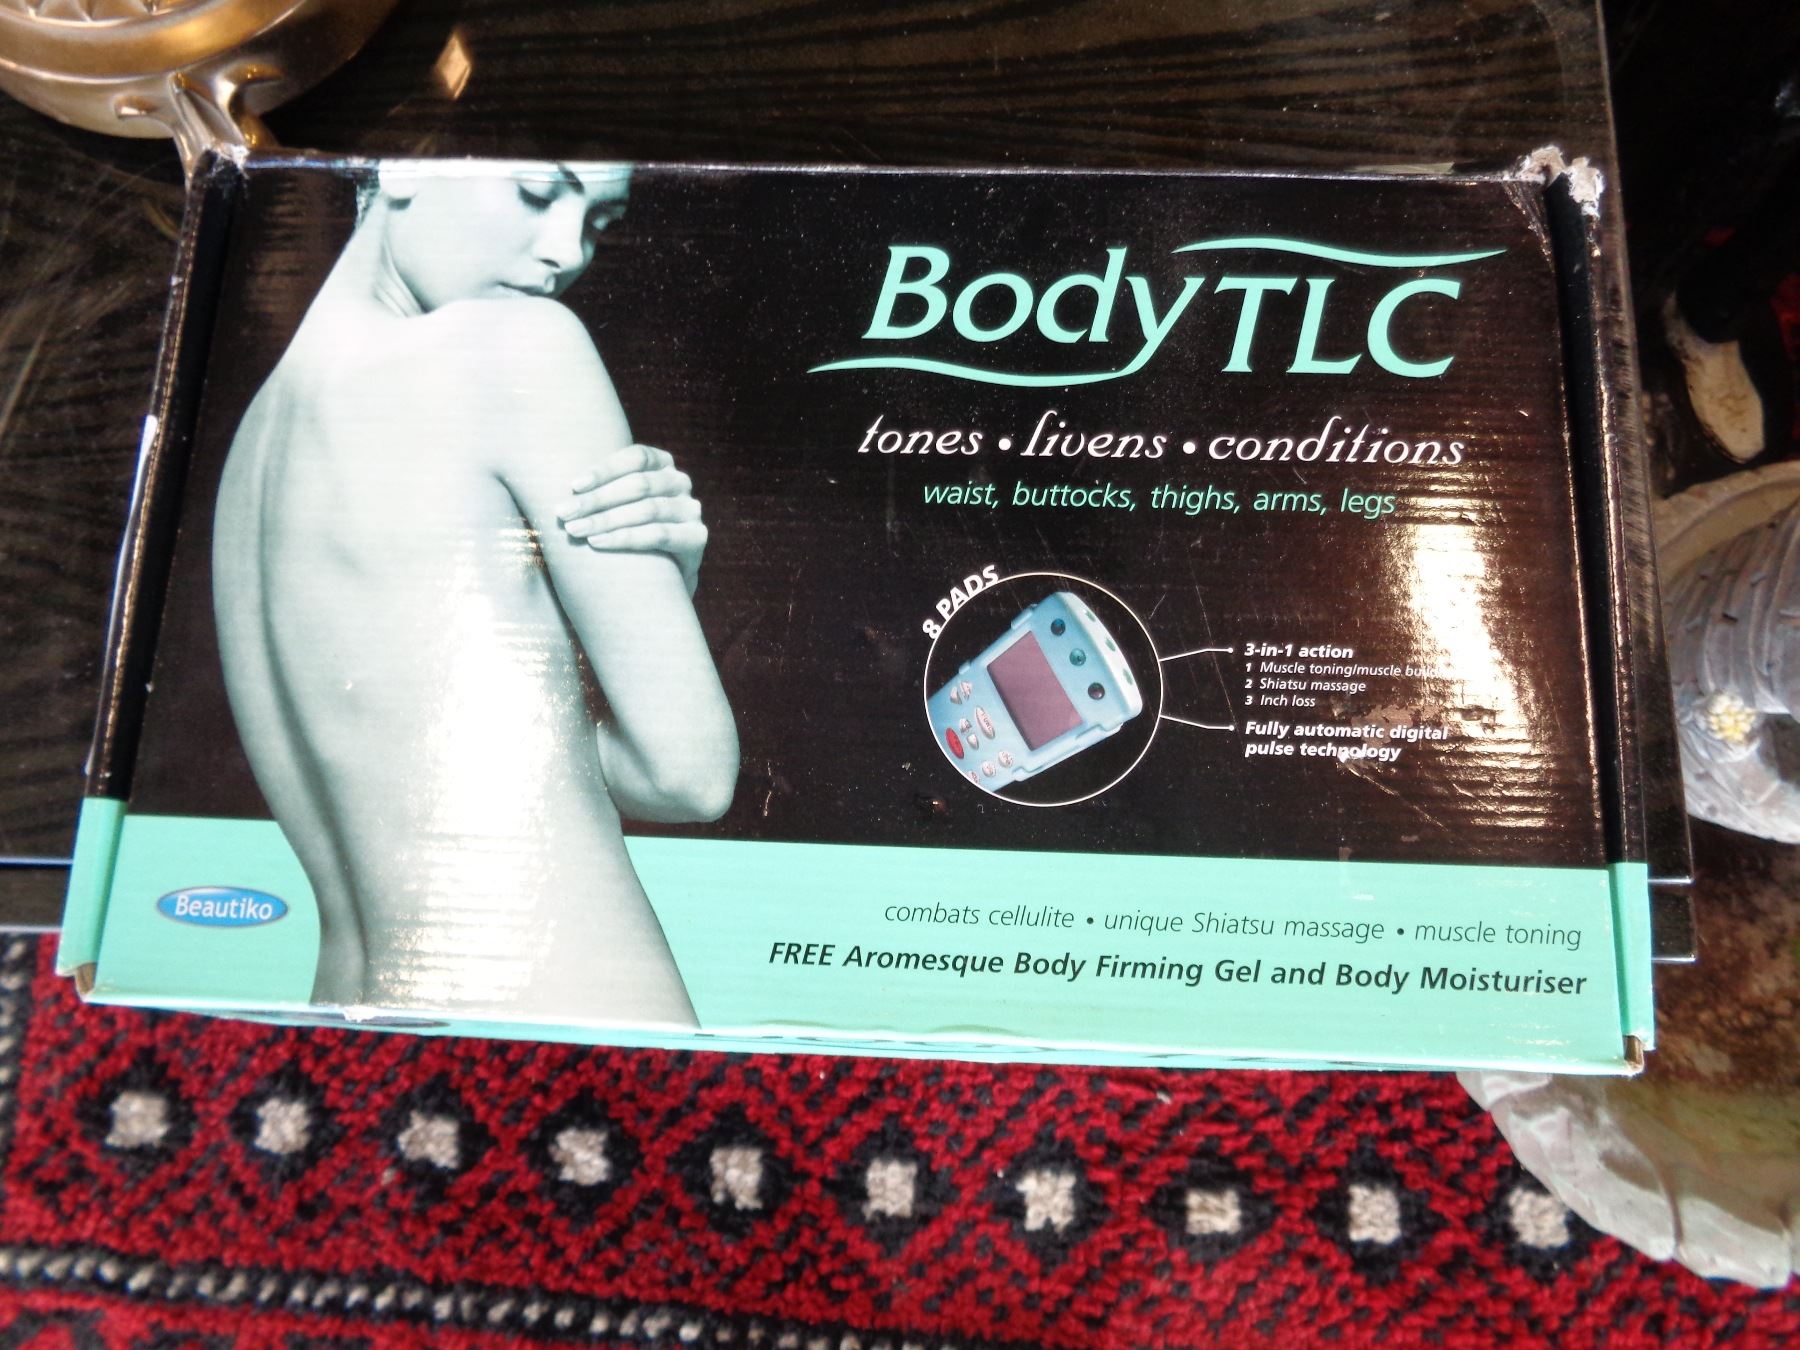 BodyTLC
tones • livens • conditions
waist, buttocks, thighs, arms, legs
8 PADS
3-in-1 action
1 Muscle toning/muscle
2 Shiatsu massage
3 Inch loss
Fully automatic digital
pulse technology
Beautiko
combats cellulite • unique Shiatsu massage • muscle toning
FREE Aromesque Body Firming Gel and Body Moisturiser